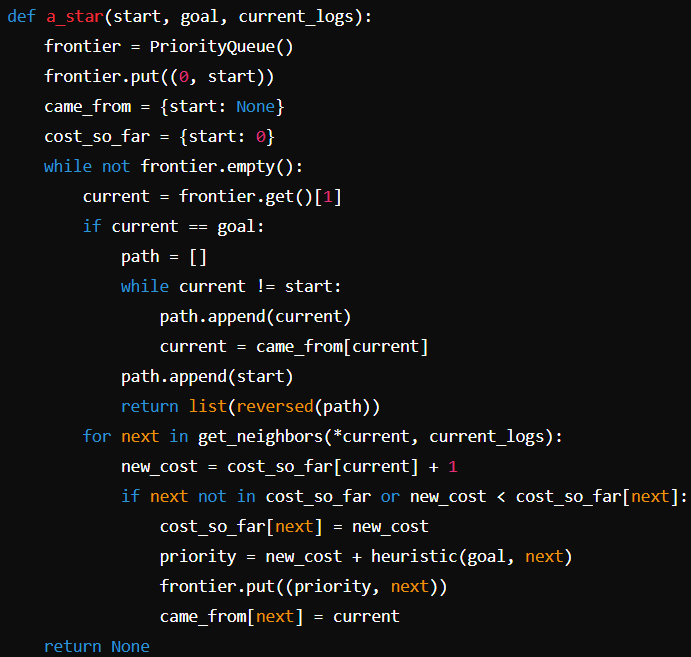 def a_star(start, goal, current_logs):
    frontier = PriorityQueue()
    frontier.put((0, start))
    came_from = {start: None}
    cost_so_far = {start: 0}
    while not frontier.empty():
        current = frontier.get()[1]
        if current == goal:
            path = []
            while current != start:
                path.append(current)
                current = came_from[current]
            path.append(start)
            return list(reversed(path))
        for next in get_neighbors(*current, current_logs):
            new_cost = cost_so_far[current] + 1
            if next not in cost_so_far or new_cost < cost_so_far[next]:
                cost_so_far[next] = new_cost
                priority = new_cost + heuristic(goal, next)
                frontier.put((priority, next))
                came_from[next] = current
    return None